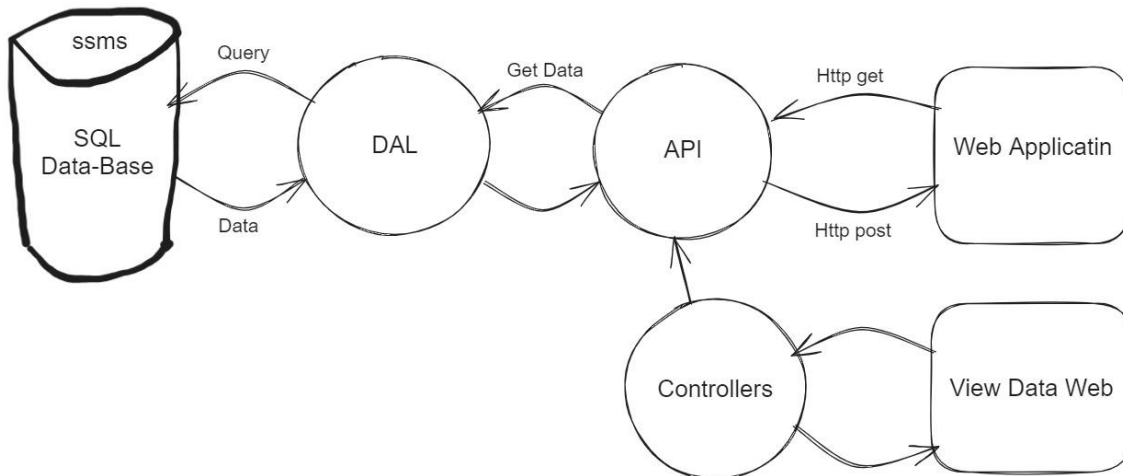 ssms
SQL
Data-Base
Query
Data
DAL
Get Data
API
Http get
Http post
Web Applicatin
Controllers
View Data Web